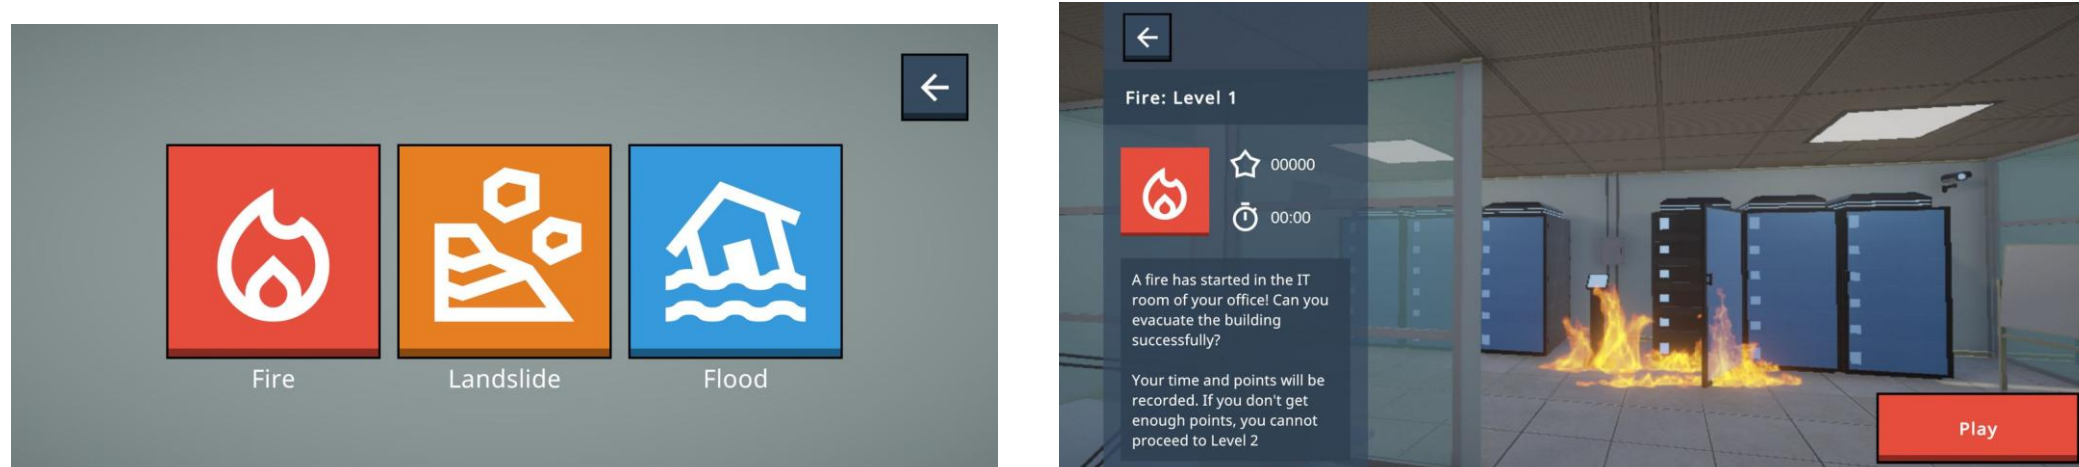 Fire
Landslide
Flood
Fire: Level 1
00000
00:00
A fire has started in the IT
room of your office! Can you
evacuate the building
successfully?
Your time and points will be
recorded. If you don't get
enough points, you cannot
proceed to Level 2
Play